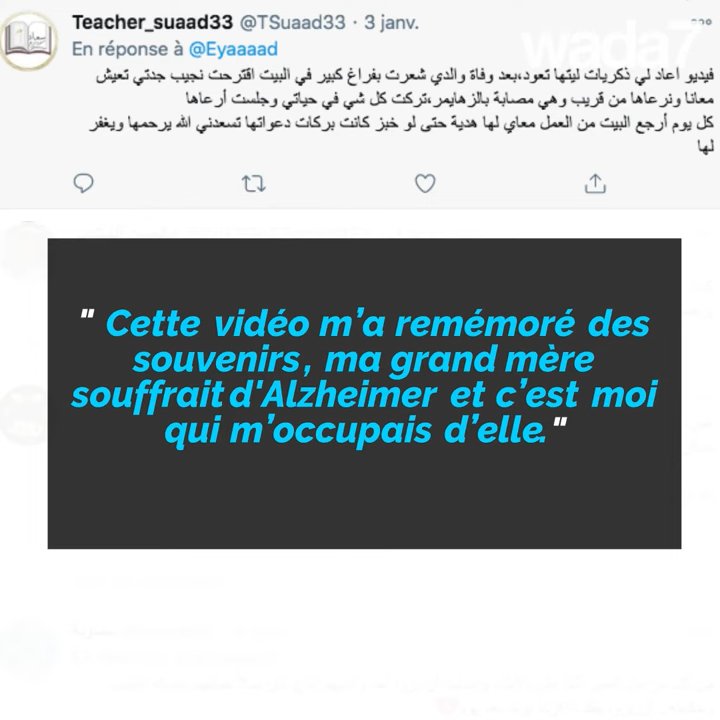 Teacher_suaad33 @TSuaad33 · 3 janv.
wada7
En réponse à @Eyaaaad
فيديو أعاد لي ذكريات ليتها تعود،بعد وفاة والدي شعرت بفراغ كبير في البيت اقترحت نجيب جدتي تعيش
معانا ونرعاها من قريب وهي مصابة بالزهايمر،تركت كل شي في حياتي وجلست أرعاها
كل يوم أرجع البيت من العمل معاي لها هدية حتى لو خبز كانت بركات دعواتها تسعدني الله يرحمها ويغفر
لها
" Cette vidéo m’a remémoré des
souvenirs, ma grand mère
souffrait d'Alzheimer et c’est moi
qui m’occupais d’elle."